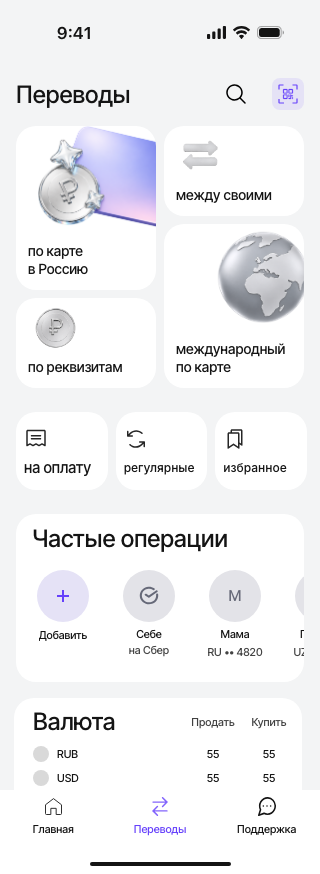 9:41
Переводы
между своими
по карте
в Россию
международный
по карте
по реквизитам
на оплату
регулярные
избранное
Частые операции
М
Добавить
Себе
на Сбер
Мама
RU •• 4820
UZ
Валюта
Продать
Купить
RUB
55
55
USD
55
55
Главная
Переводы
Поддержка